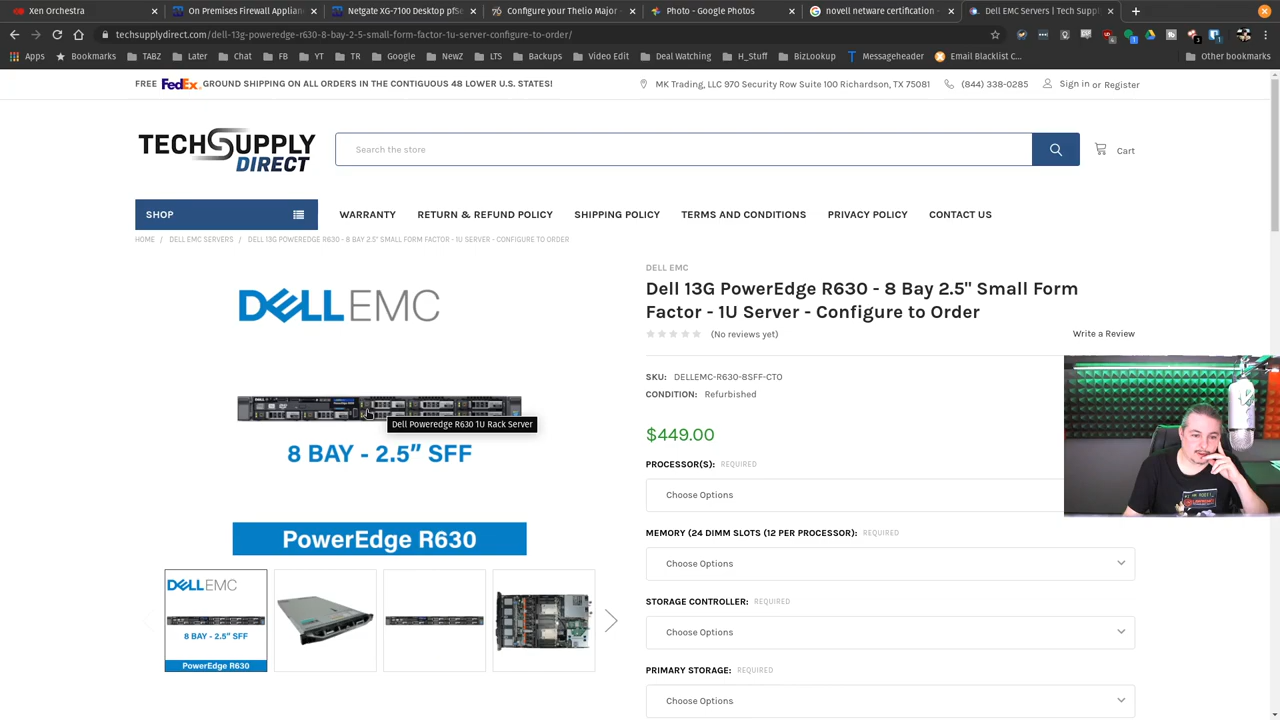 Xen Orchestra
On Premises Firewall Applian
Netgate XG-7100 Desktop pfSe
Configure your Thelio Major -
Photo - Google Photos
novell netware certification -
Dell EMC Servers | Tech Sup
techsupplydirect.com/dell-13g-poweredge-r630-8-bay-2-5-small-form-factor-1u-server-configure-to-order/
Apps
Bookmarks
TABZ
Later
Chat
FB
YT
TR
Google
NewZ
LTS
Backups
Video Edit
Deal Watching
H_Stuff
BizLookup
Messageheader
Email Blacklist C...
Other bookmarks
FREE FedEx GROUND SHIPPING ON ALL ORDERS IN THE CONTIGUOUS 48 LOWER U.S. STATES!
MK Trading, LLC 970 Security Row Suite 100 Richardson, TX 75081
(844) 338-0285
Sign in or Register
TECHSUPPLY
DIRECT
Search the store
Cart
SHOP
WARRANTY
RETURN & REFUND POLICY
SHIPPING POLICY
TERMS AND CONDITIONS
PRIVACY POLICY
CONTACT US
HOME / DELL EMC SERVERS / DELL 13G POWEREDGE R630 - 8 BAY 2.5" SMALL FORM FACTOR - 1U SERVER - CONFIGURE TO ORDER
DELLEMC
Dell Poweredge R630 1U Rack Server
8 BAY - 2.5” SFF
PowerEdge R630
DELLEMC
8 BAY - 2.5” SFF
PowerEdge R630
DELL EMC
Dell 13G PowerEdge R630 - 8 Bay 2.5" Small Form
Factor - 1U Server - Configure to Order
(No reviews yet)
Write a Review
SKU: DELLEMC-R630-8SFF-CTO
CONDITION: Refurbished
$449.00
PROCESSOR(S): REQUIRED
Choose Options
MEMORY (24 DIMM SLOTS (12 PER PROCESSOR): REQUIRED
Choose Options
STORAGE CONTROLLER: REQUIRED
Choose Options
PRIMARY STORAGE: REQUIRED
Choose Options